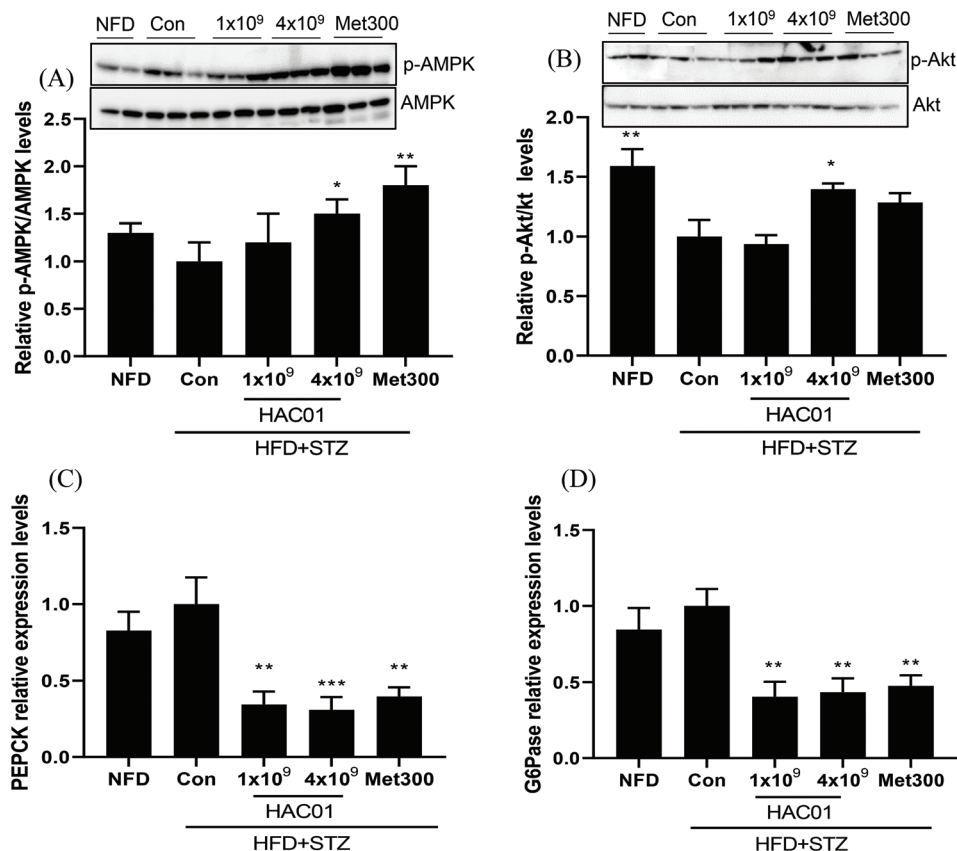 NFD Con 1x10⁹ 4x10⁹ Met300
(A)
p-AMPK
AMPK
Relative p-AMPK/AMPK levels
2.5
2.0
1.5
1.0
0.5
0.0
*
**
NFD Con 1x10⁹ 4x10⁹ Met300
HAC01
HFD+STZ
NFD Con 1x10⁹ 4x10⁹ Met300
(B)
p-Akt
Akt
Relative p-Akt/kt levels
2.0
1.5
1.0
0.5
0.0
**
*
NFD Con 1x10⁹ 4x10⁹ Met300
HAC01
HFD+STZ
(C)
PEPCK relative expression levels
1.5
1.0
0.5
0.0
**
***
**
NFD Con 1x10⁹ 4x10⁹ Met300
HAC01
HFD+STZ
(D)
G6Pase relative expression levels
1.5
1.0
0.5
0.0
**
**
**
NFD Con 1x10⁹ 4x10⁹ Met300
HAC01
HFD+STZ